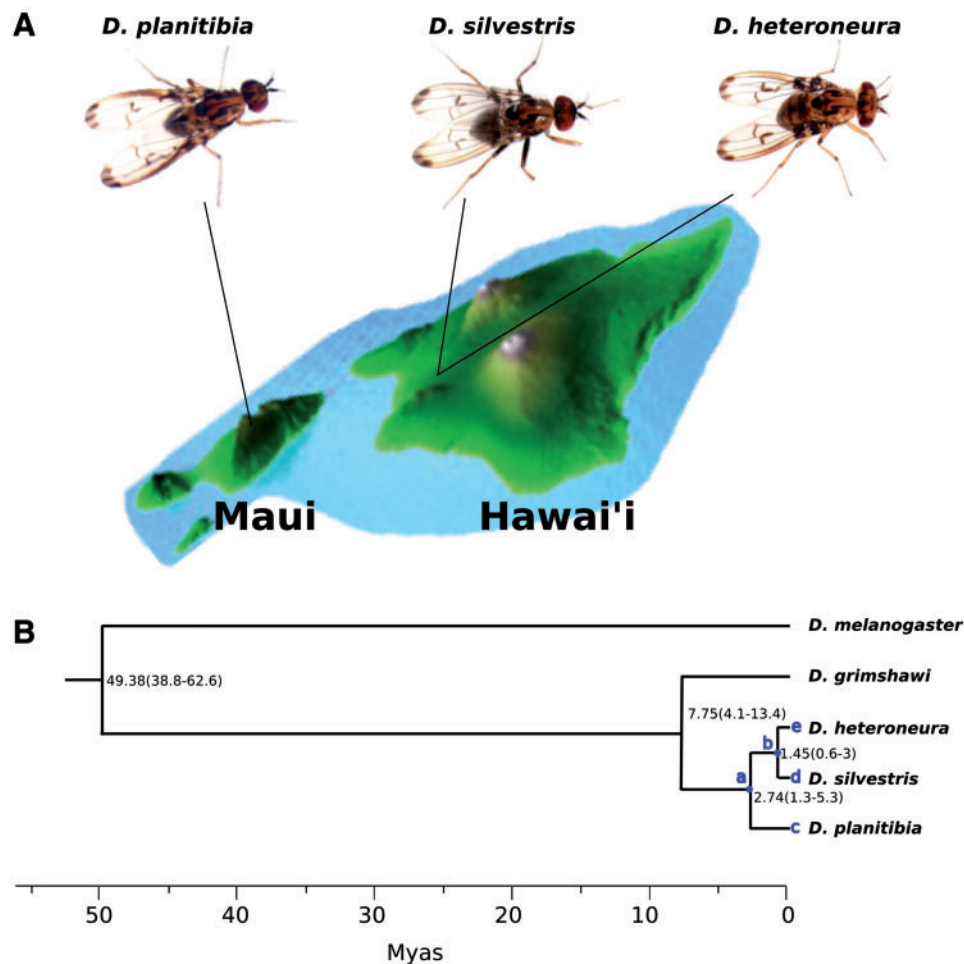 A
D. planitibia D. silvestris D. heteroneura
Maui Hawai'i
B
D. melanogaster
49.38(38.8-62.6)
D. grimshawi
7.75(4.1-13.4)
e D. heteroneura
b 1.45(0.6-3)
a d D. silvestris
2.74(1.3-5.3)
c D. planitibia
50 40 30 20 10 0
Myas